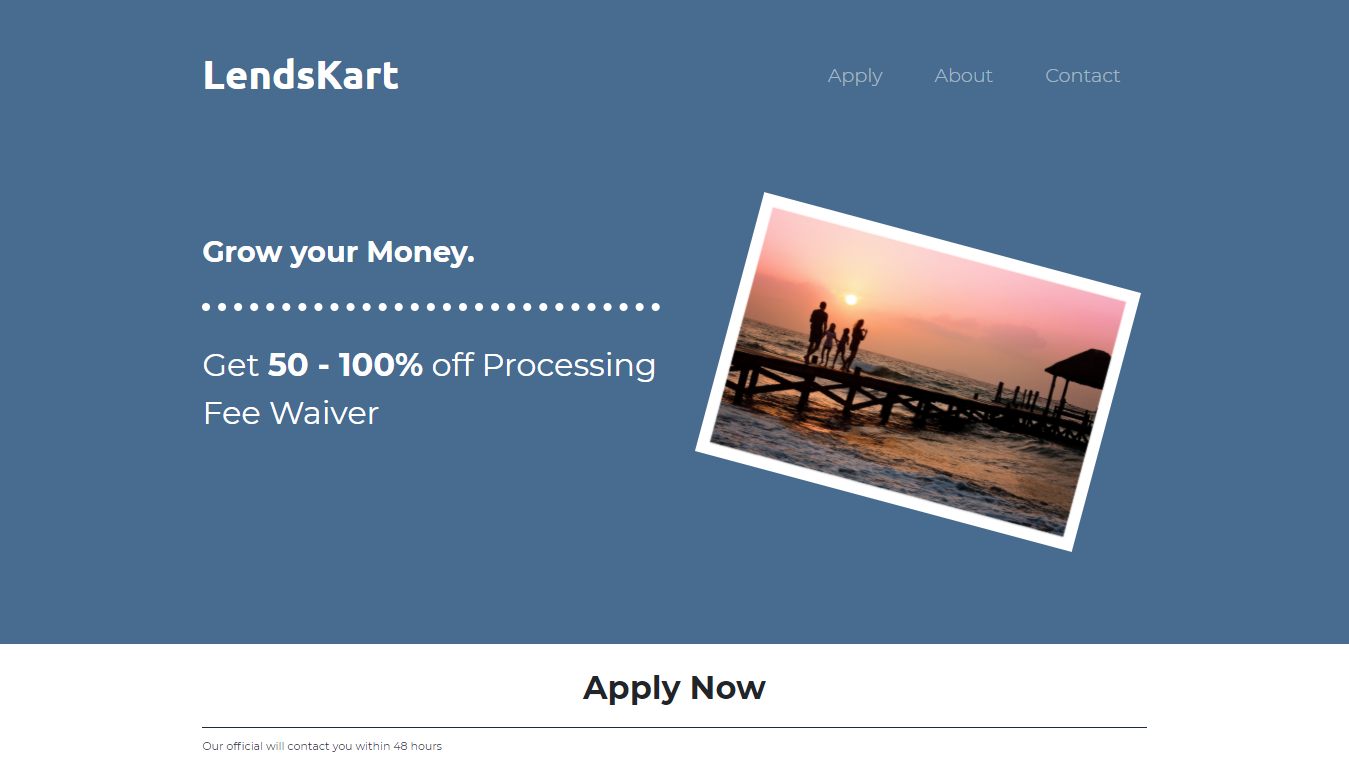 LendsKart
Apply
About
Contact
Grow your Money.
Get 50 - 100% off Processing
Fee Waiver
Apply Now
Our official will contact you within 48 hours